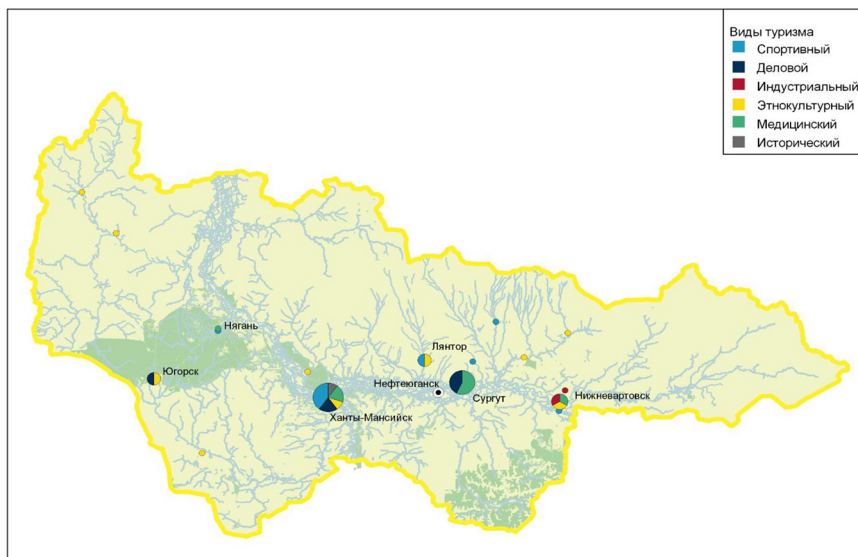 Виды туризма
Спортивный
Деловой
Индустриальный
Этнокультурный
Медицинский
Исторический
Нягань
Лянтор
Югорск
Нефтеюганск
Сургут
Нижневартовск
Ханты-Мансийск